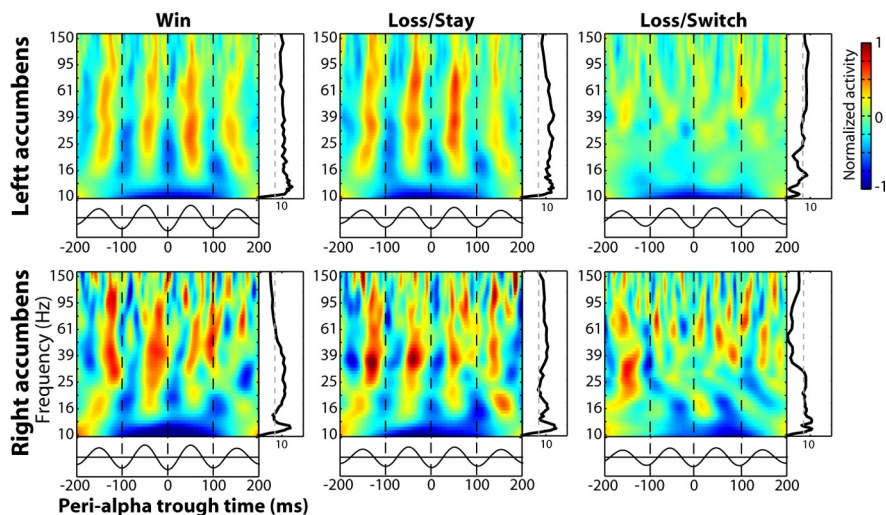 Win Loss/Stay Loss/Switch
Leftt accumbens
150 95 61 39 25 16 10
10
-200 -100 0 100 200
150 95 61 39 25 16 10
10
-200 -100 0 100 200
150 95 61 39 25 16 10
10
-200 -100 0 100 200
1
0
-1
Normalized activity
Right accumbens
Frequency (Hz)
150 95 61 39 25 16 10
10
-200 -100 0 100 200
150 95 61 39 25 16 10
10
-200 -100 0 100 200
150 95 61 39 25 16 10
10
-200 -100 0 100 200
Peri-alpha trough time (ms)